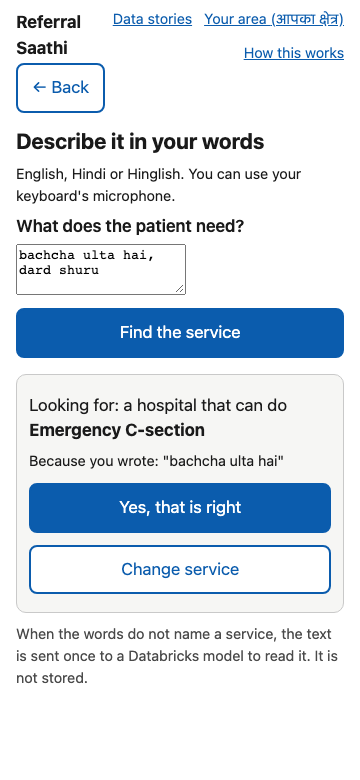 Referral Saathi
Data stories
Your area (आपका क्षेत्र)
How this works
← Back
Describe it in your words
English, Hindi or Hinglish. You can use your
keyboard's microphone.
What does the patient need?
bachcha ulta hai,
dard shuru
Find the service
Looking for: a hospital that can do
Emergency C-section
Because you wrote: "bachcha ulta hai"
Yes, that is right
Change service
When the words do not name a service, the text
is sent once to a Databricks model to read it. It is
not stored.